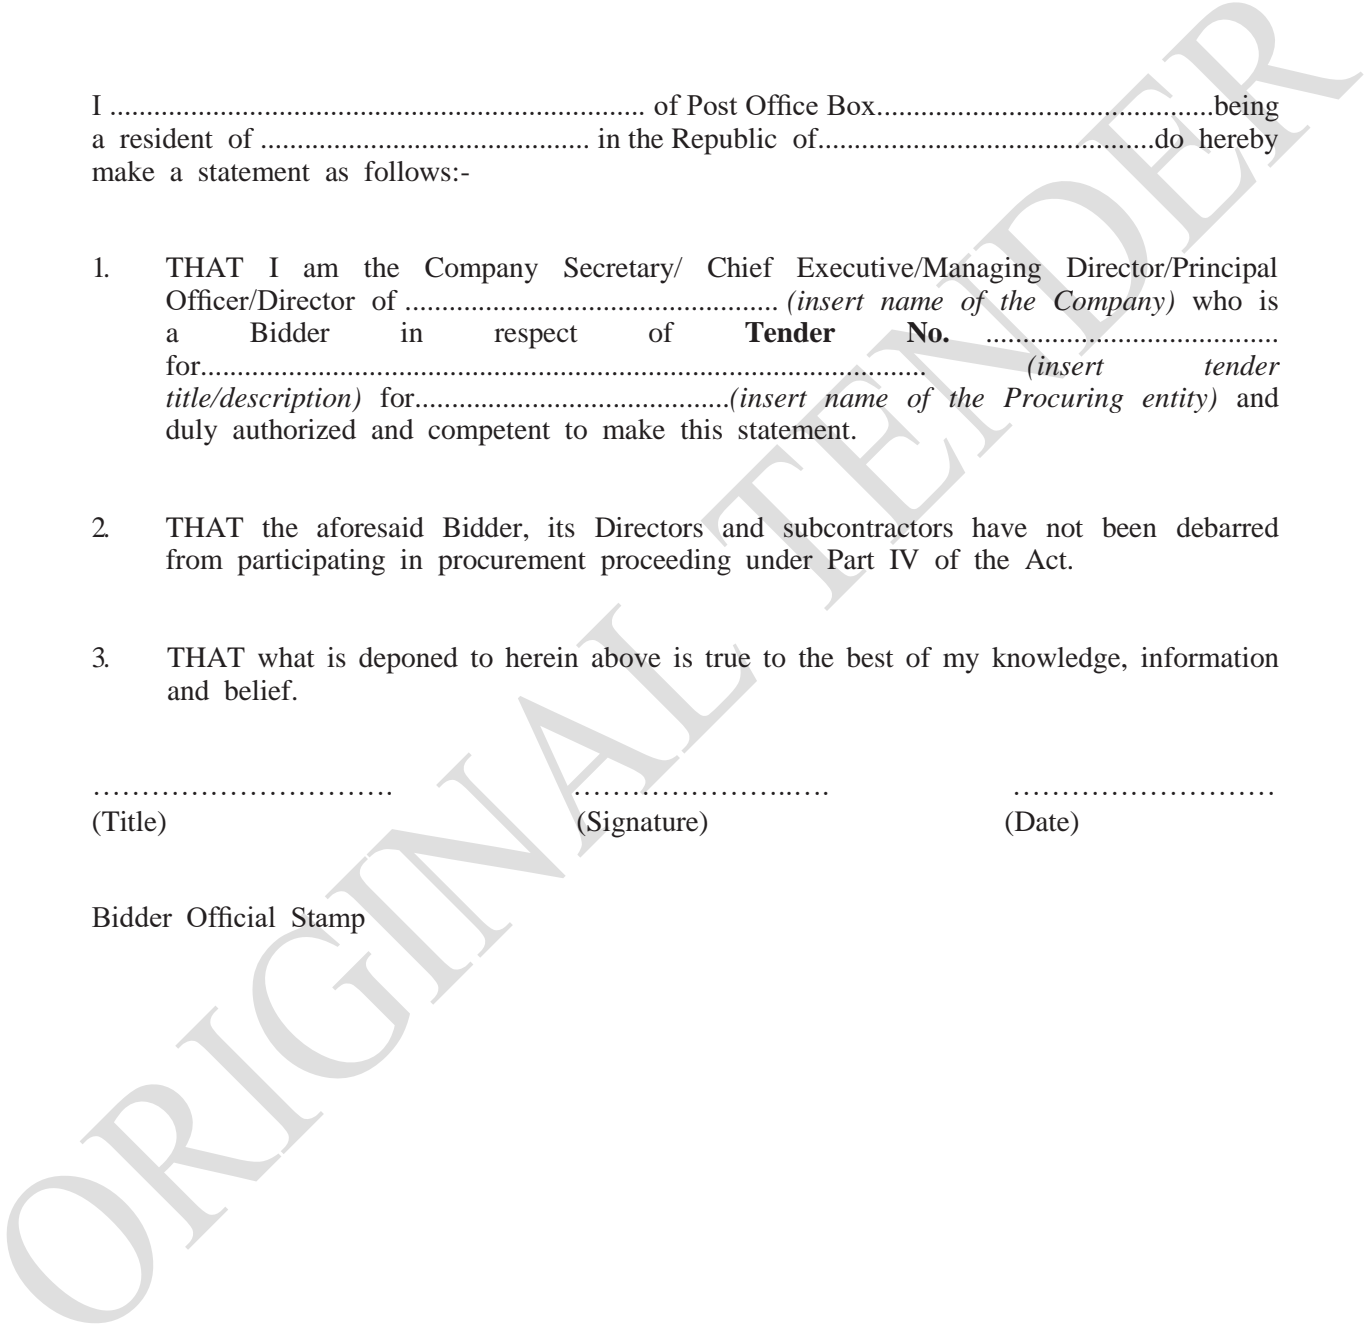 I ......................................................................... of Post Office Box..............................................being
a resident of ............................................. in the Republic of..............................................do hereby
make a statement as follows:-
1. THAT I am the Company Secretary/ Chief Executive/Managing Director/Principal
Officer/Director of ................................................... (insert name of the Company) who is
a Bidder in respect of Tender No. ........................................
for................................................................................................... (insert tender
title/description) for...........................................(insert name of the Procuring entity) and
duly authorized and competent to make this statement.
2. THAT the aforesaid Bidder, its Directors and subcontractors have not been debarred
from participating in procurement proceeding under Part IV of the Act.
3. THAT what is deponed to herein above is true to the best of my knowledge, information
and belief.
…………………………. …………………..…. ………………………
(Title) (Signature) (Date)
Bidder Official Stamp
ORIGINAL TENDER